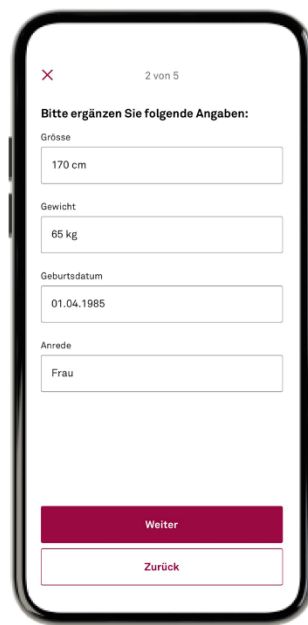 2 von 5
Bitte ergänzen Sie folgende Angaben:
Grösse
170 cm
Gewicht
65 kg
Geburtsdatum
01.04.1985
Anrede
Frau
Weiter
Zurück